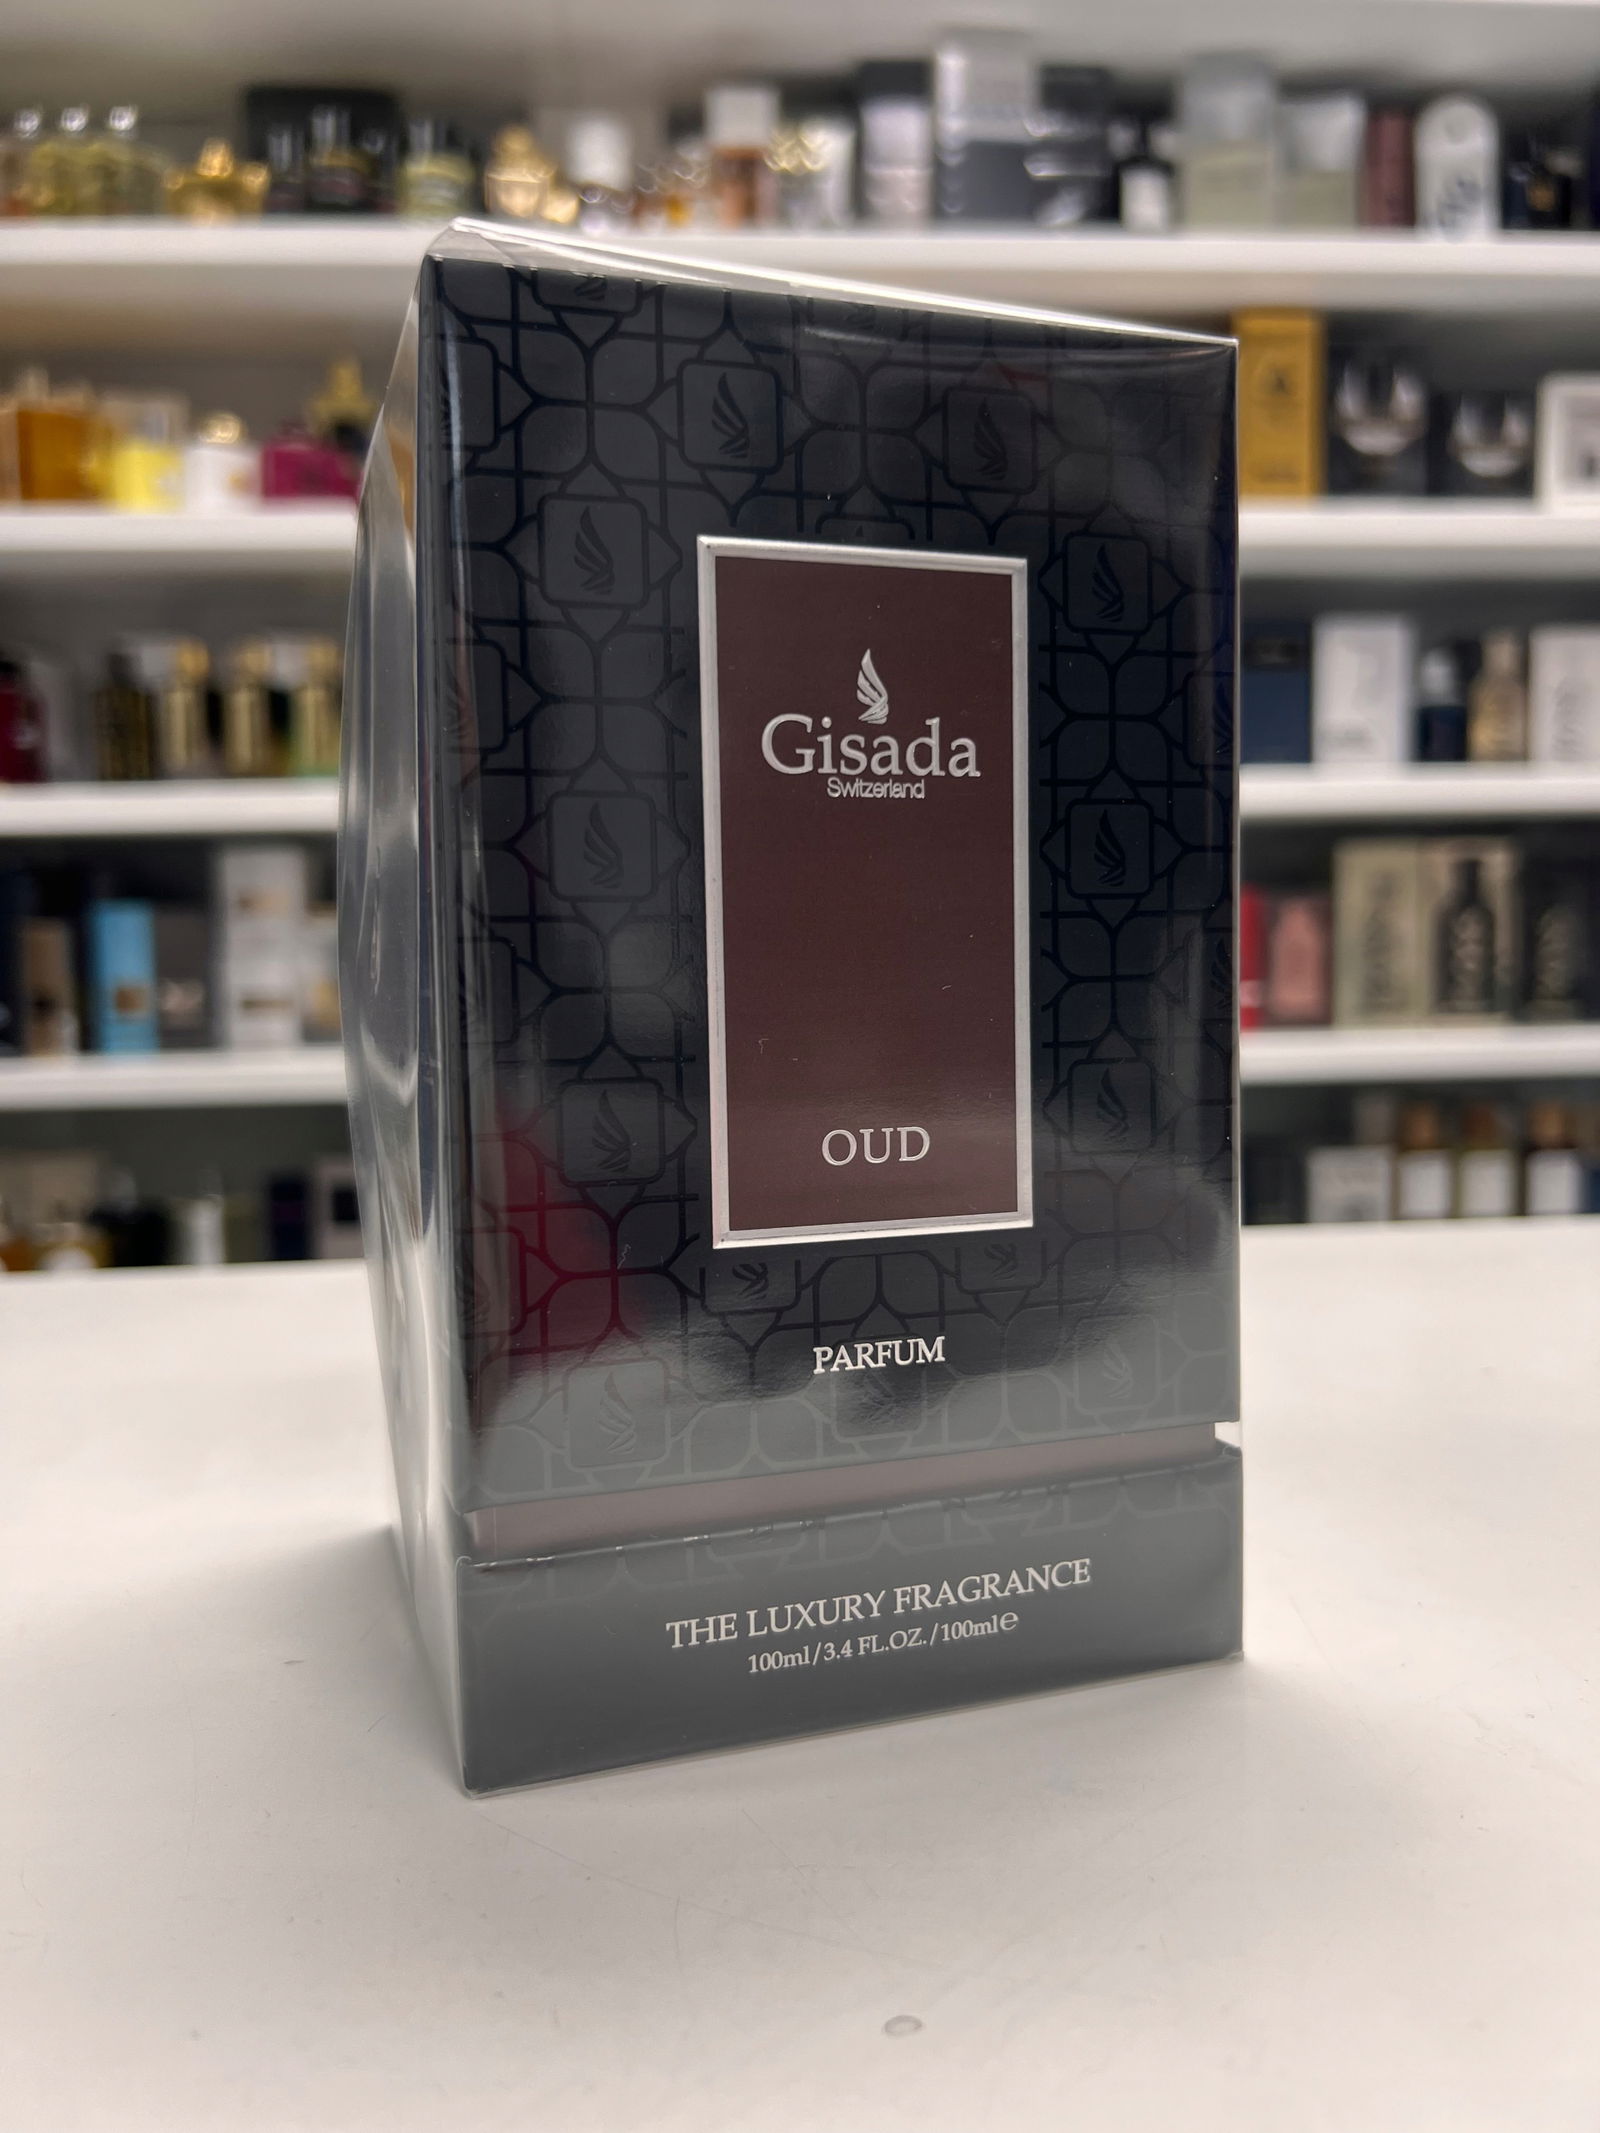 Gisada
Switzerland
OUD
PARFUM
THE LUXURY FRAGRANCE
100ml/3.4 FL.OZ./100ml℮